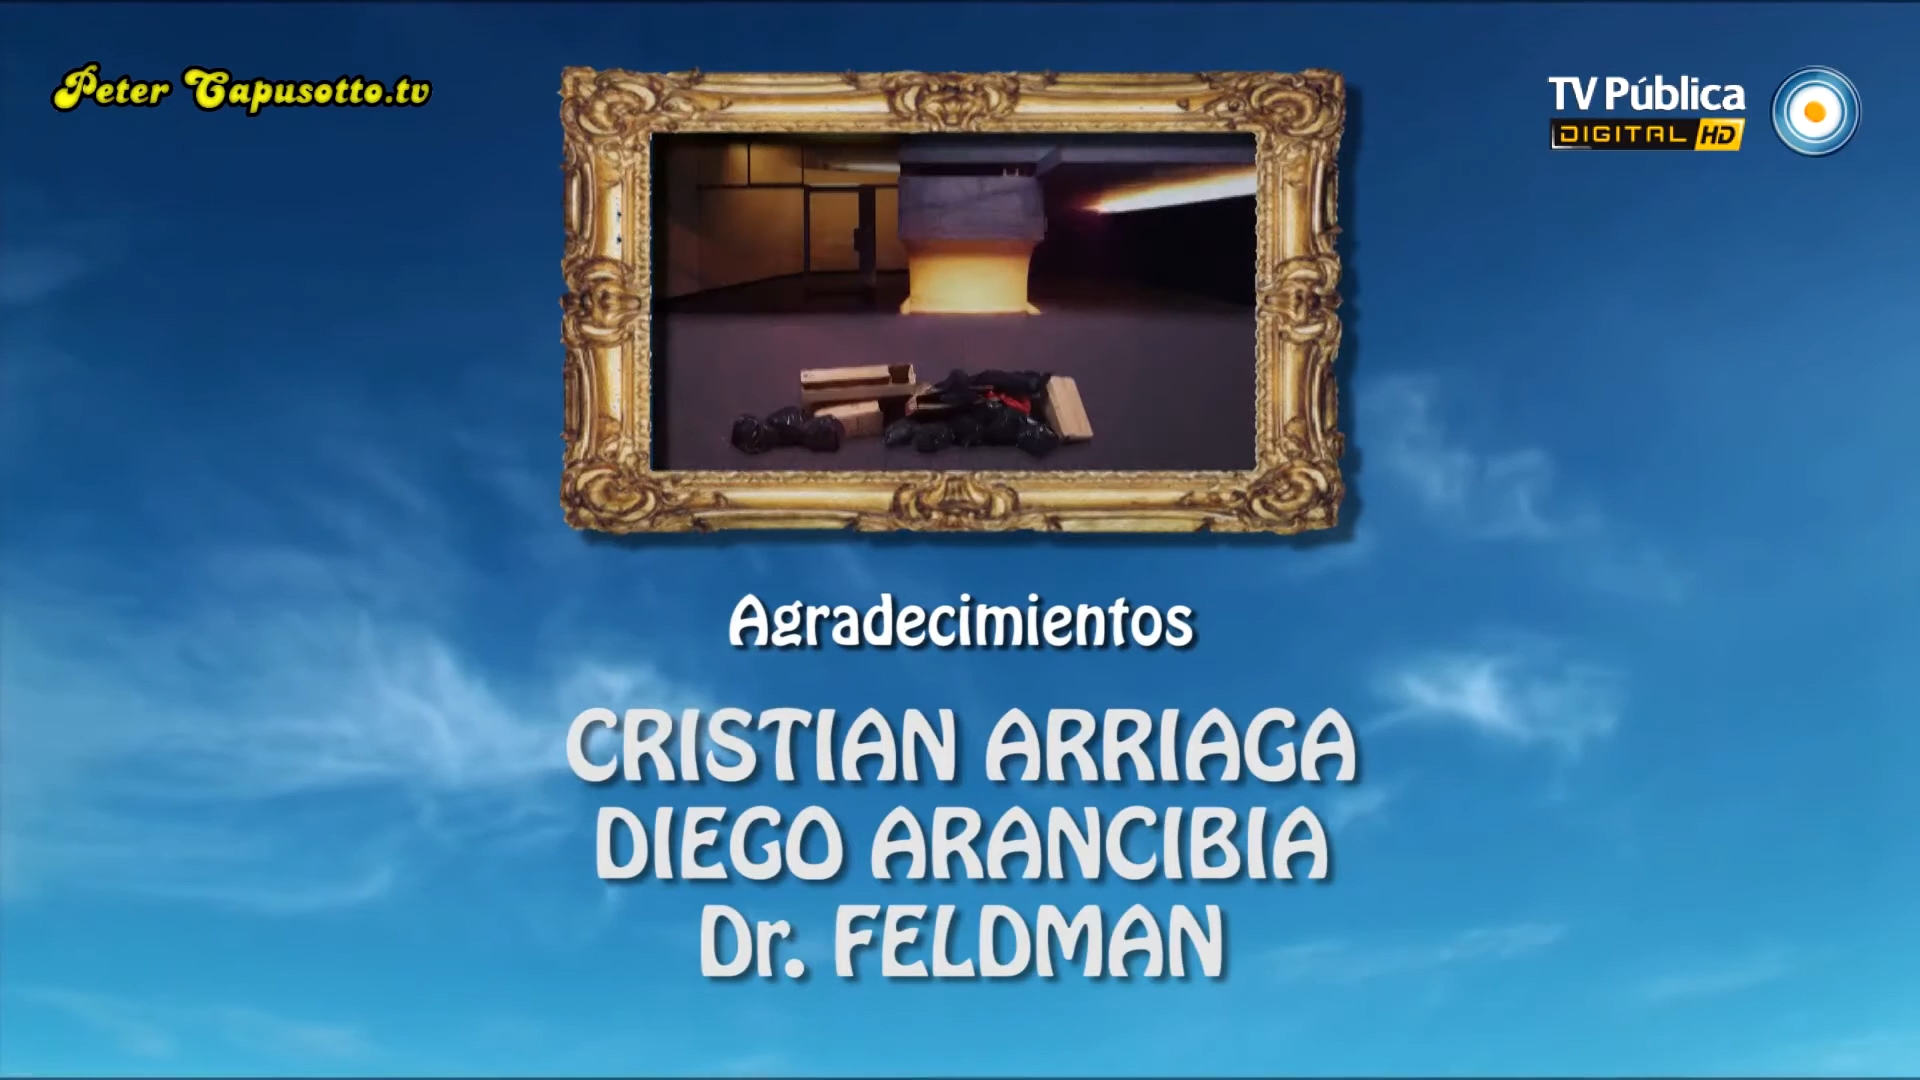 Peter Capusotto.tv
TV Pública
DIGITAL HD
Agradecimientos
CRISTIAN ARRIAGA
DIEGO ARANCIBIA
Dr. FELDMAN